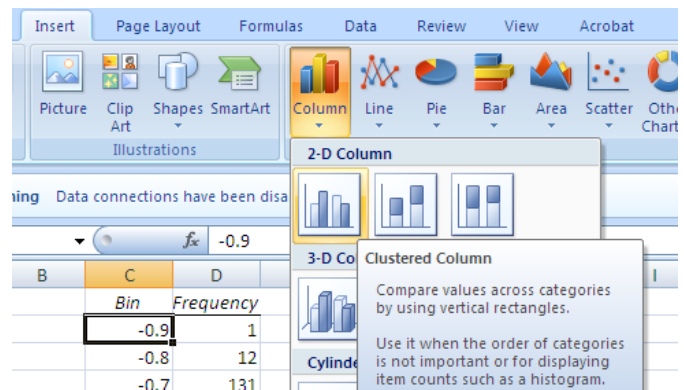 Insert Page Layout Formulas Data Review View Acrobat
Picture Clip Art Shapes SmartArt Column Line Pie Bar Area Scatter
Illustrations
2-D Column
Data connections have been
fx -0.9
3-D
Clustered Column
Compare values across categories
by using vertical rectangles.
Use it when the order of categories
is not important or for displaying
item counts such as a histogram.
B C D I
Bin Frequency
-0.9 1
-0.8 12
-0.7 131